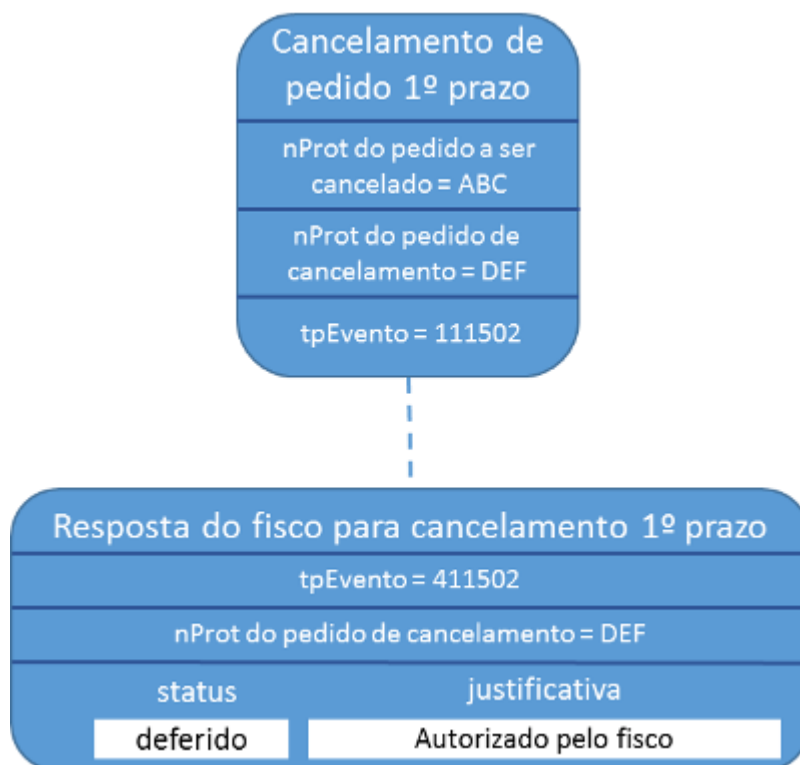 Cancelamento de
pedido 1º prazo
nProt do pedido a ser
cancelado = ABC
nProt do pedido de
cancelamento = DEF
tpEvento = 111502
Resposta do fisco para cancelamento 1º prazo
tpEvento = 411502
nProt do pedido de cancelamento = DEF
status justificativa
deferido Autorizado pelo fisco